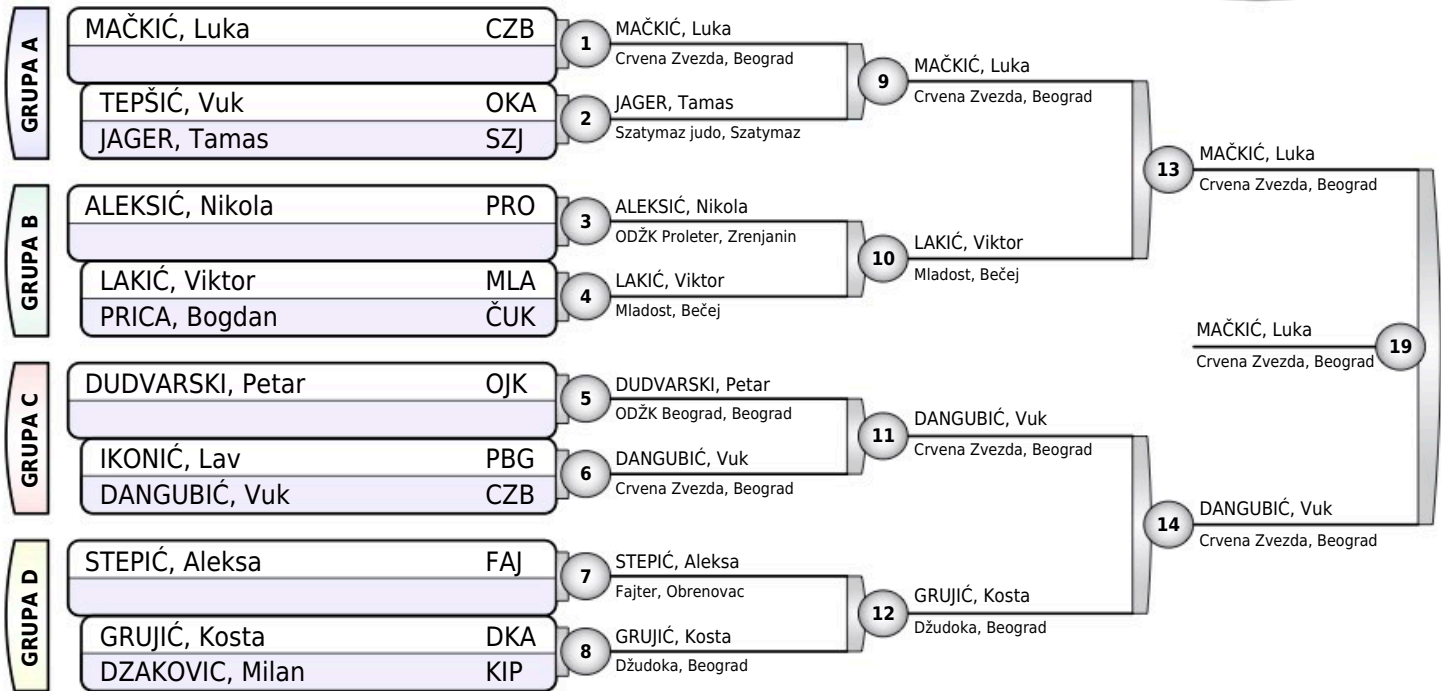 GRUPA A
MAČKIĆ, Luka CZB
TEPŠIĆ, Vuk OKA
JAGER, Tamas SZJ
GRUPA B
ALEKSIĆ, Nikola PRO
LAKIĆ, Viktor MLA
PRICA, Bogdan ČUK
GRUPA C
DUDVARSKI, Petar OJK
IKONIĆ, Lav PBG
DANGUBIĆ, Vuk CZB
GRUPA D
STEPIĆ, Aleksa FAJ
GRUJIĆ, Kosta DKA
DZAKOVIC, Milan KIP
1
MAČKIĆ, Luka
Crvena Zvezda, Beograd
2
JAGER, Tamas
Szatymaz judo, Szatymaz
3
ALEKSIĆ, Nikola
ODŽK Proleter, Zrenjanin
4
LAKIĆ, Viktor
Mladost, Bečej
5
DUDVARSKI, Petar
ODŽK Beograd, Beograd
6
DANGUBIĆ, Vuk
Crvena Zvezda, Beograd
7
STEPIĆ, Aleksa
Fajter, Obrenovac
8
GRUJIĆ, Kosta
Džudoka, Beograd
9
MAČKIĆ, Luka
Crvena Zvezda, Beograd
10
LAKIĆ, Viktor
Mladost, Bečej
11
DANGUBIĆ, Vuk
Crvena Zvezda, Beograd
12
GRUJIĆ, Kosta
Džudoka, Beograd
13
MAČKIĆ, Luka
Crvena Zvezda, Beograd
14
DANGUBIĆ, Vuk
Crvena Zvezda, Beograd
MAČKIĆ, Luka
Crvena Zvezda, Beograd
19